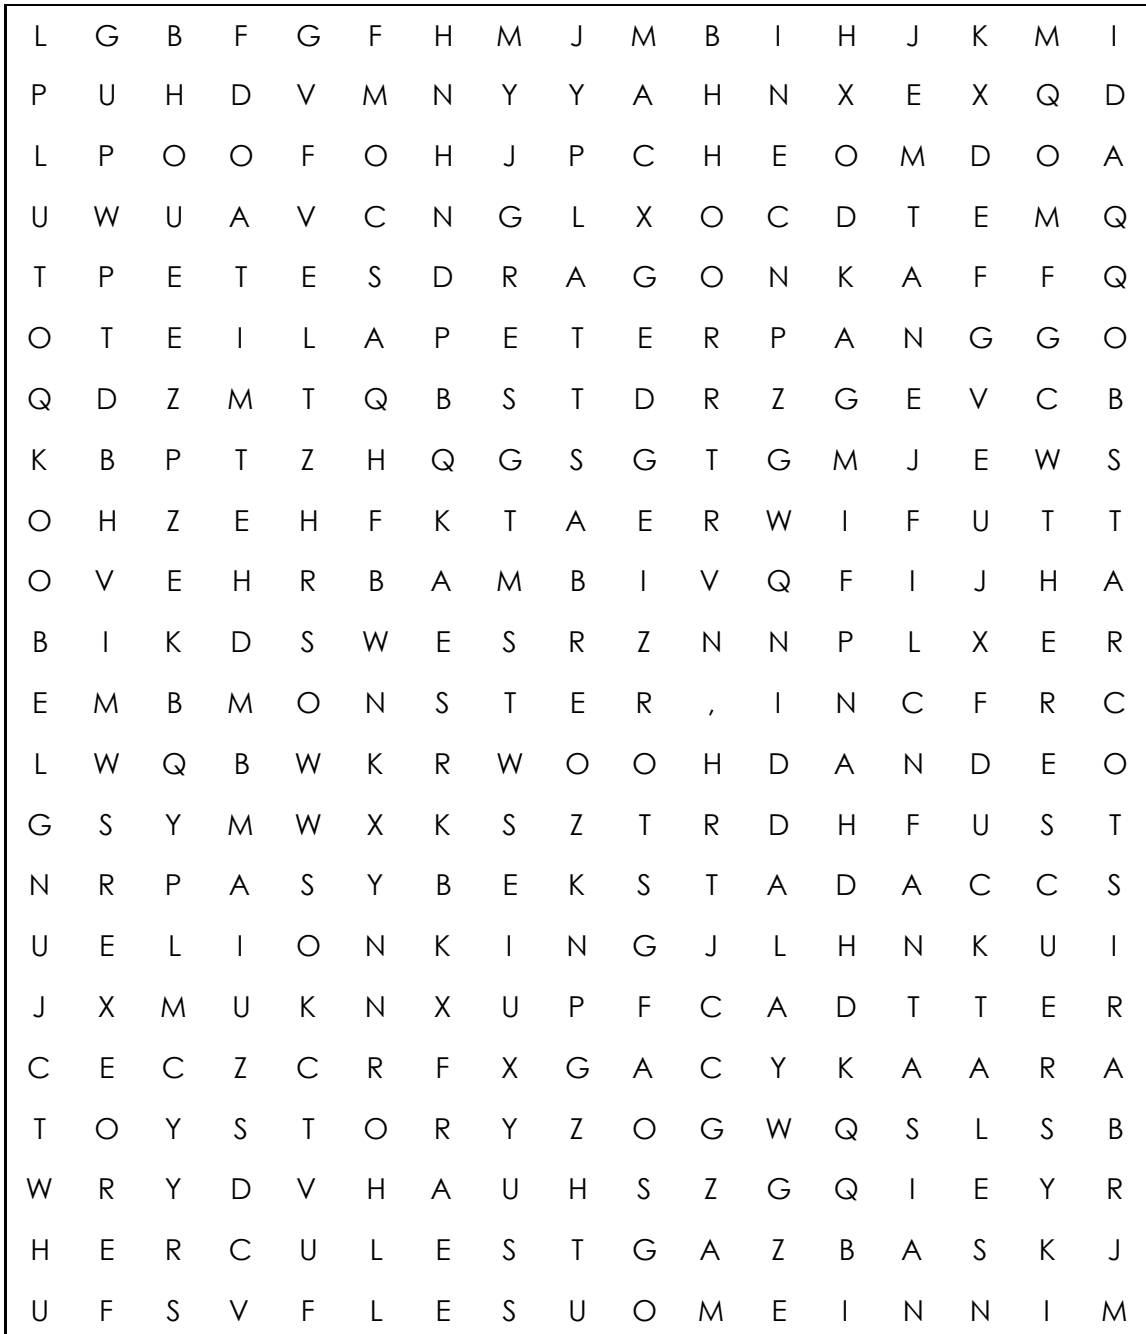 L G B F G F H M J M B I H J K M I
P U H D V M N Y Y A H N X E X Q D
L P O O F O H J P C H E O M D O A
U W U A V C N G L X O C D T E M Q
T P E T E S D R A G O N K A F F Q
O T E I L A P E T E R P A N G G O
Q D Z M T Q B S T D R Z G E V C B
K B P T Z H Q G S G T G M J E W S
O H Z E H F K T A E R W I F U T T
O V E H R B A M B I V Q F I J H A
B I K D S W E S R Z N N P L X E R
E M B M O N S T E R , I N C F R C
L W Q B W K R W O O H D A N D E O
G S Y M W X K S Z T R D H F U S T
N R P A S Y B E K S T A D A C C S
U E L I O N K I N G J L H N K U I
J X M U K N X U P F C A D T T E R
C E C Z C R F X G A C Y K A A R A
T O Y S T O R Y Z O G W Q S L S B
W R Y D V H A U H S Z G Q I E Y R
H E R C U L E S T G A Z B A S K J
U F S V F L E S U O M E I N N I M